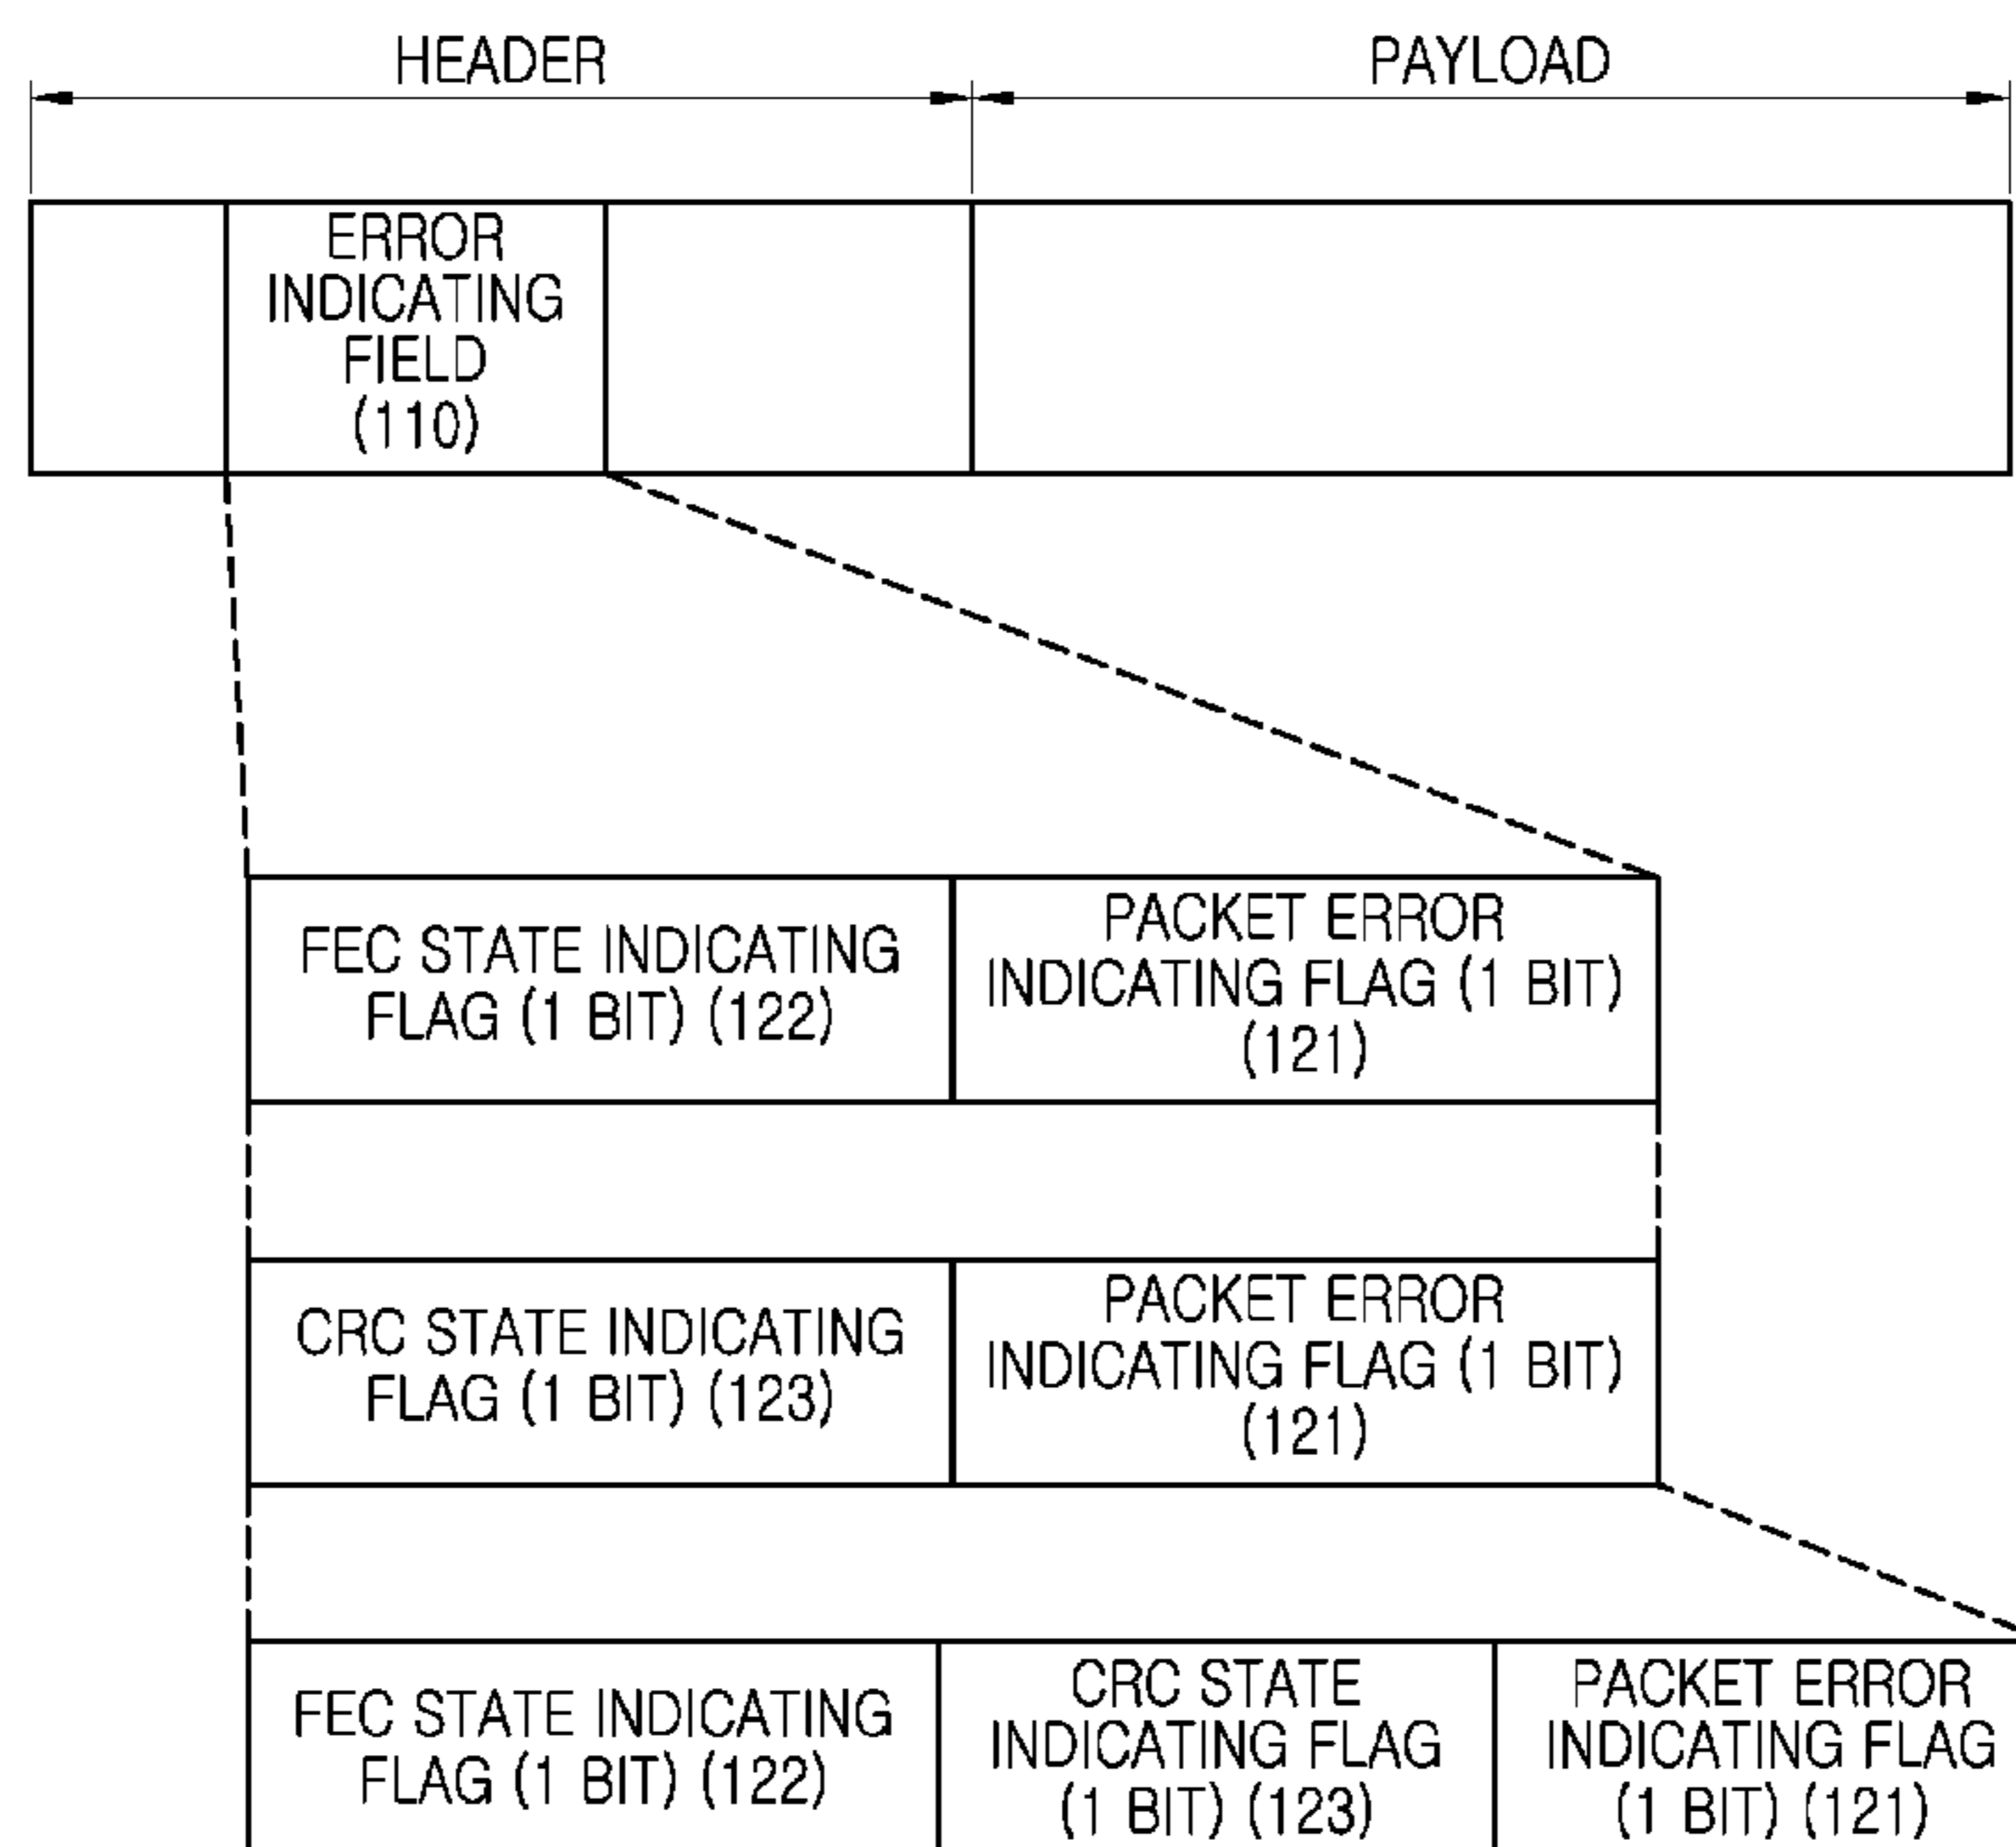 HEADER
PAYLOAD
ERROR
INDICATING
FIELD
(110)
FEC STATE INDICATING
FLAG (1 BIT) (122)
PACKET ERROR
INDICATING FLAG (1 BIT)
(121)
CRC STATE INDICATING
FLAG (1 BIT) (123)
PACKET ERROR
INDICATING FLAG (1 BIT)
(121)
FEC STATE INDICATING
FLAG (1 BIT) (122)
CRC STATE
INDICATING FLAG
(1 BIT) (123)
PACKET ERROR
INDICATING FLAG
(1 BIT) (121)